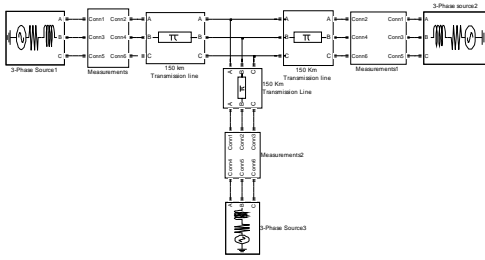 3-Phase source2
A Conn1 Conn2 A A A Conn2 Conn1 A
B Conn3 Conn4 B B B Conn4 Conn3 B
C Conn5 Conn6 C C C Conn6 Conn5 C
3-Phase Source1
Measurements
150 km
Transmission line
150 Km
Transmission line
Measurements1
A B C
150 Km
Transmission Line
A B C
Conn1 Conn2 Conn3
Measurements2
Conn4 Conn5 Conn6
A B C
3-Phase Source3